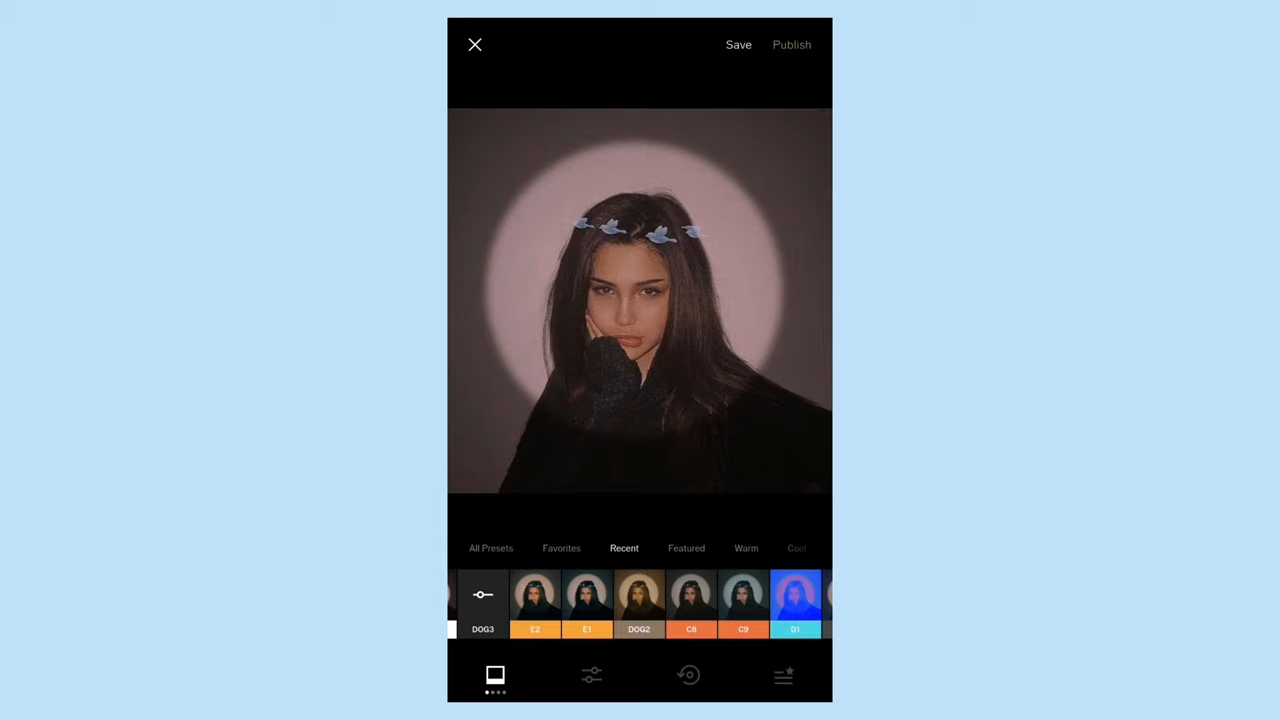 Save Publish
All Presets Favorites Recent Featured Warm Cool
DOG3 E2 E1 DOG2 C8 C9 D1